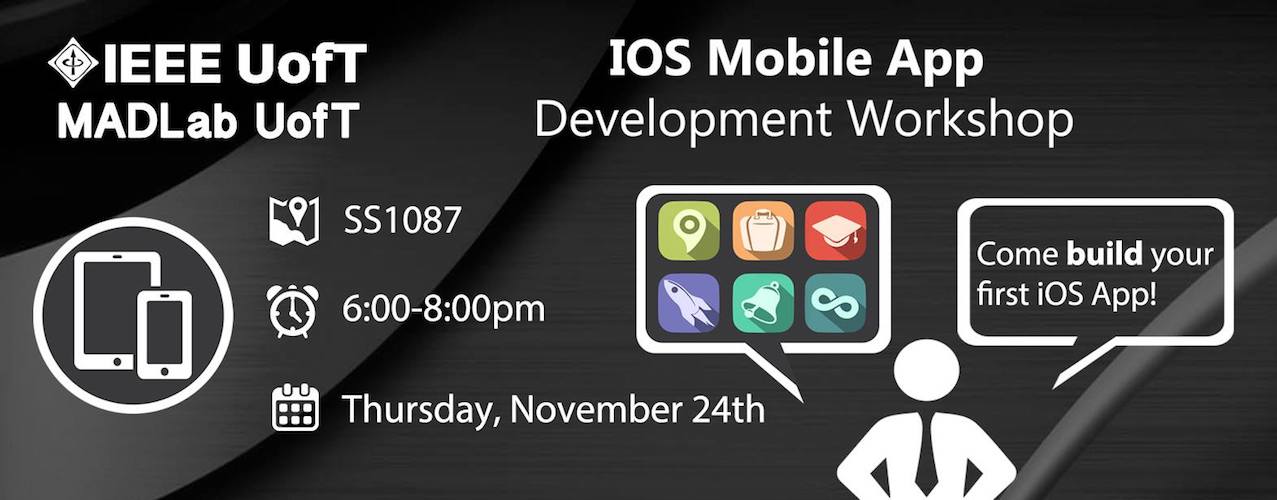 IEEE UofT
MADLab UofT
IOS Mobile App
Development Workshop
SS1087
6:00-8:00pm
Thursday, November 24th
Come build your
first iOS App!